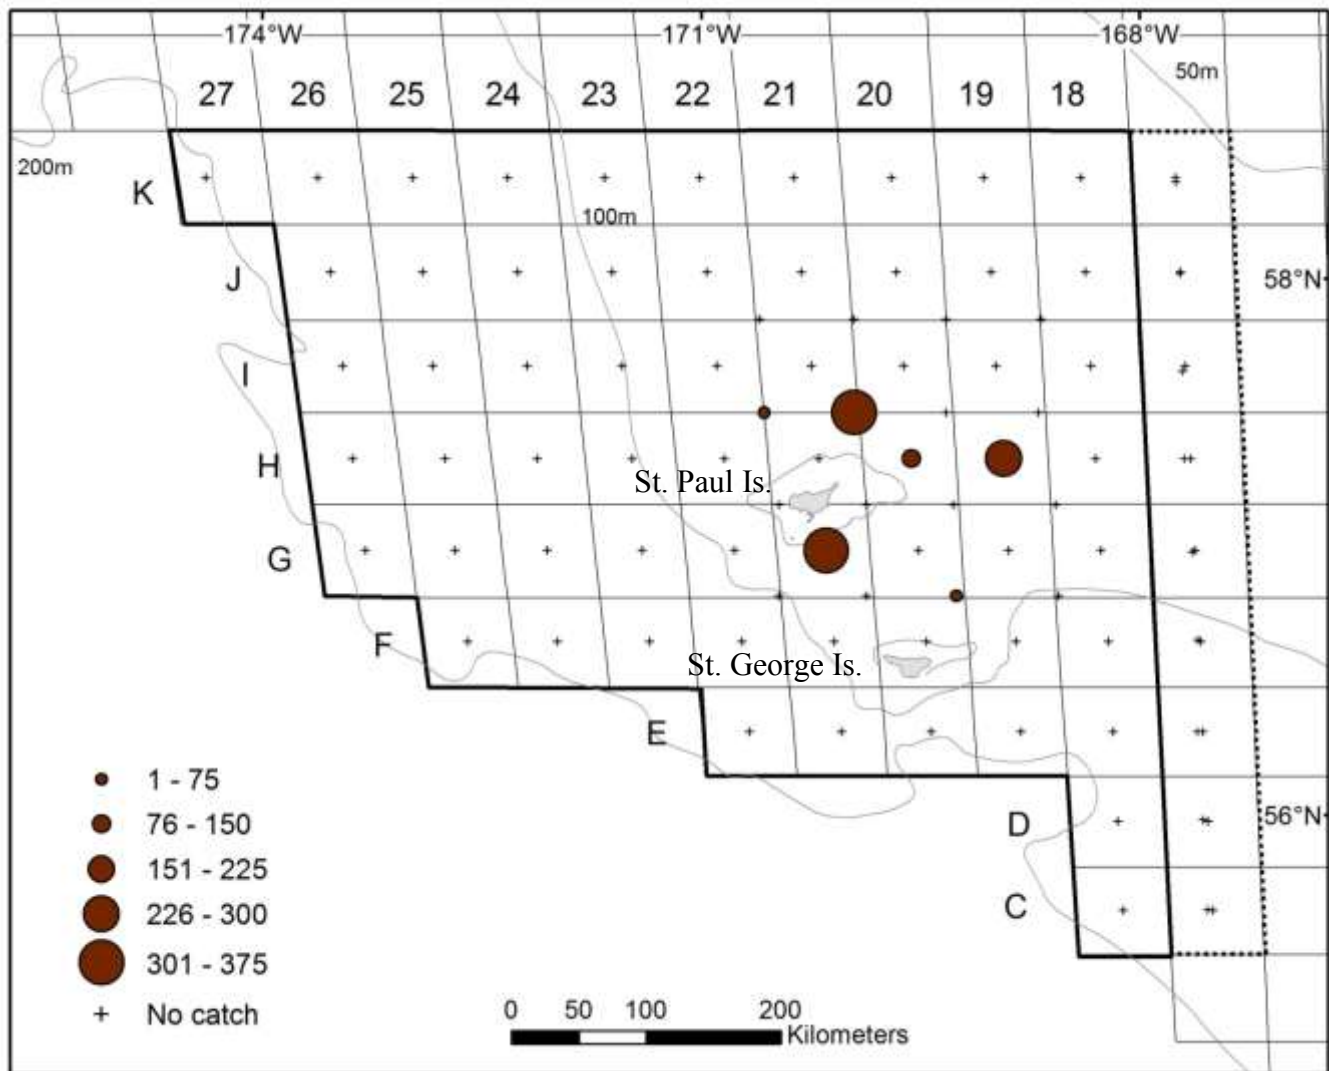 174°W 171°W 168°W
50m
27 26 25 24 23 22 21 20 19 18
200m
K
100m
J
58°N
I
H
St. Paul Is.
G
F
St. George Is.
E
1 - 75
76 - 150
D
56°N
151 - 225
C
226 - 300
301 - 375
No catch
0 50 100 200
Kilometers